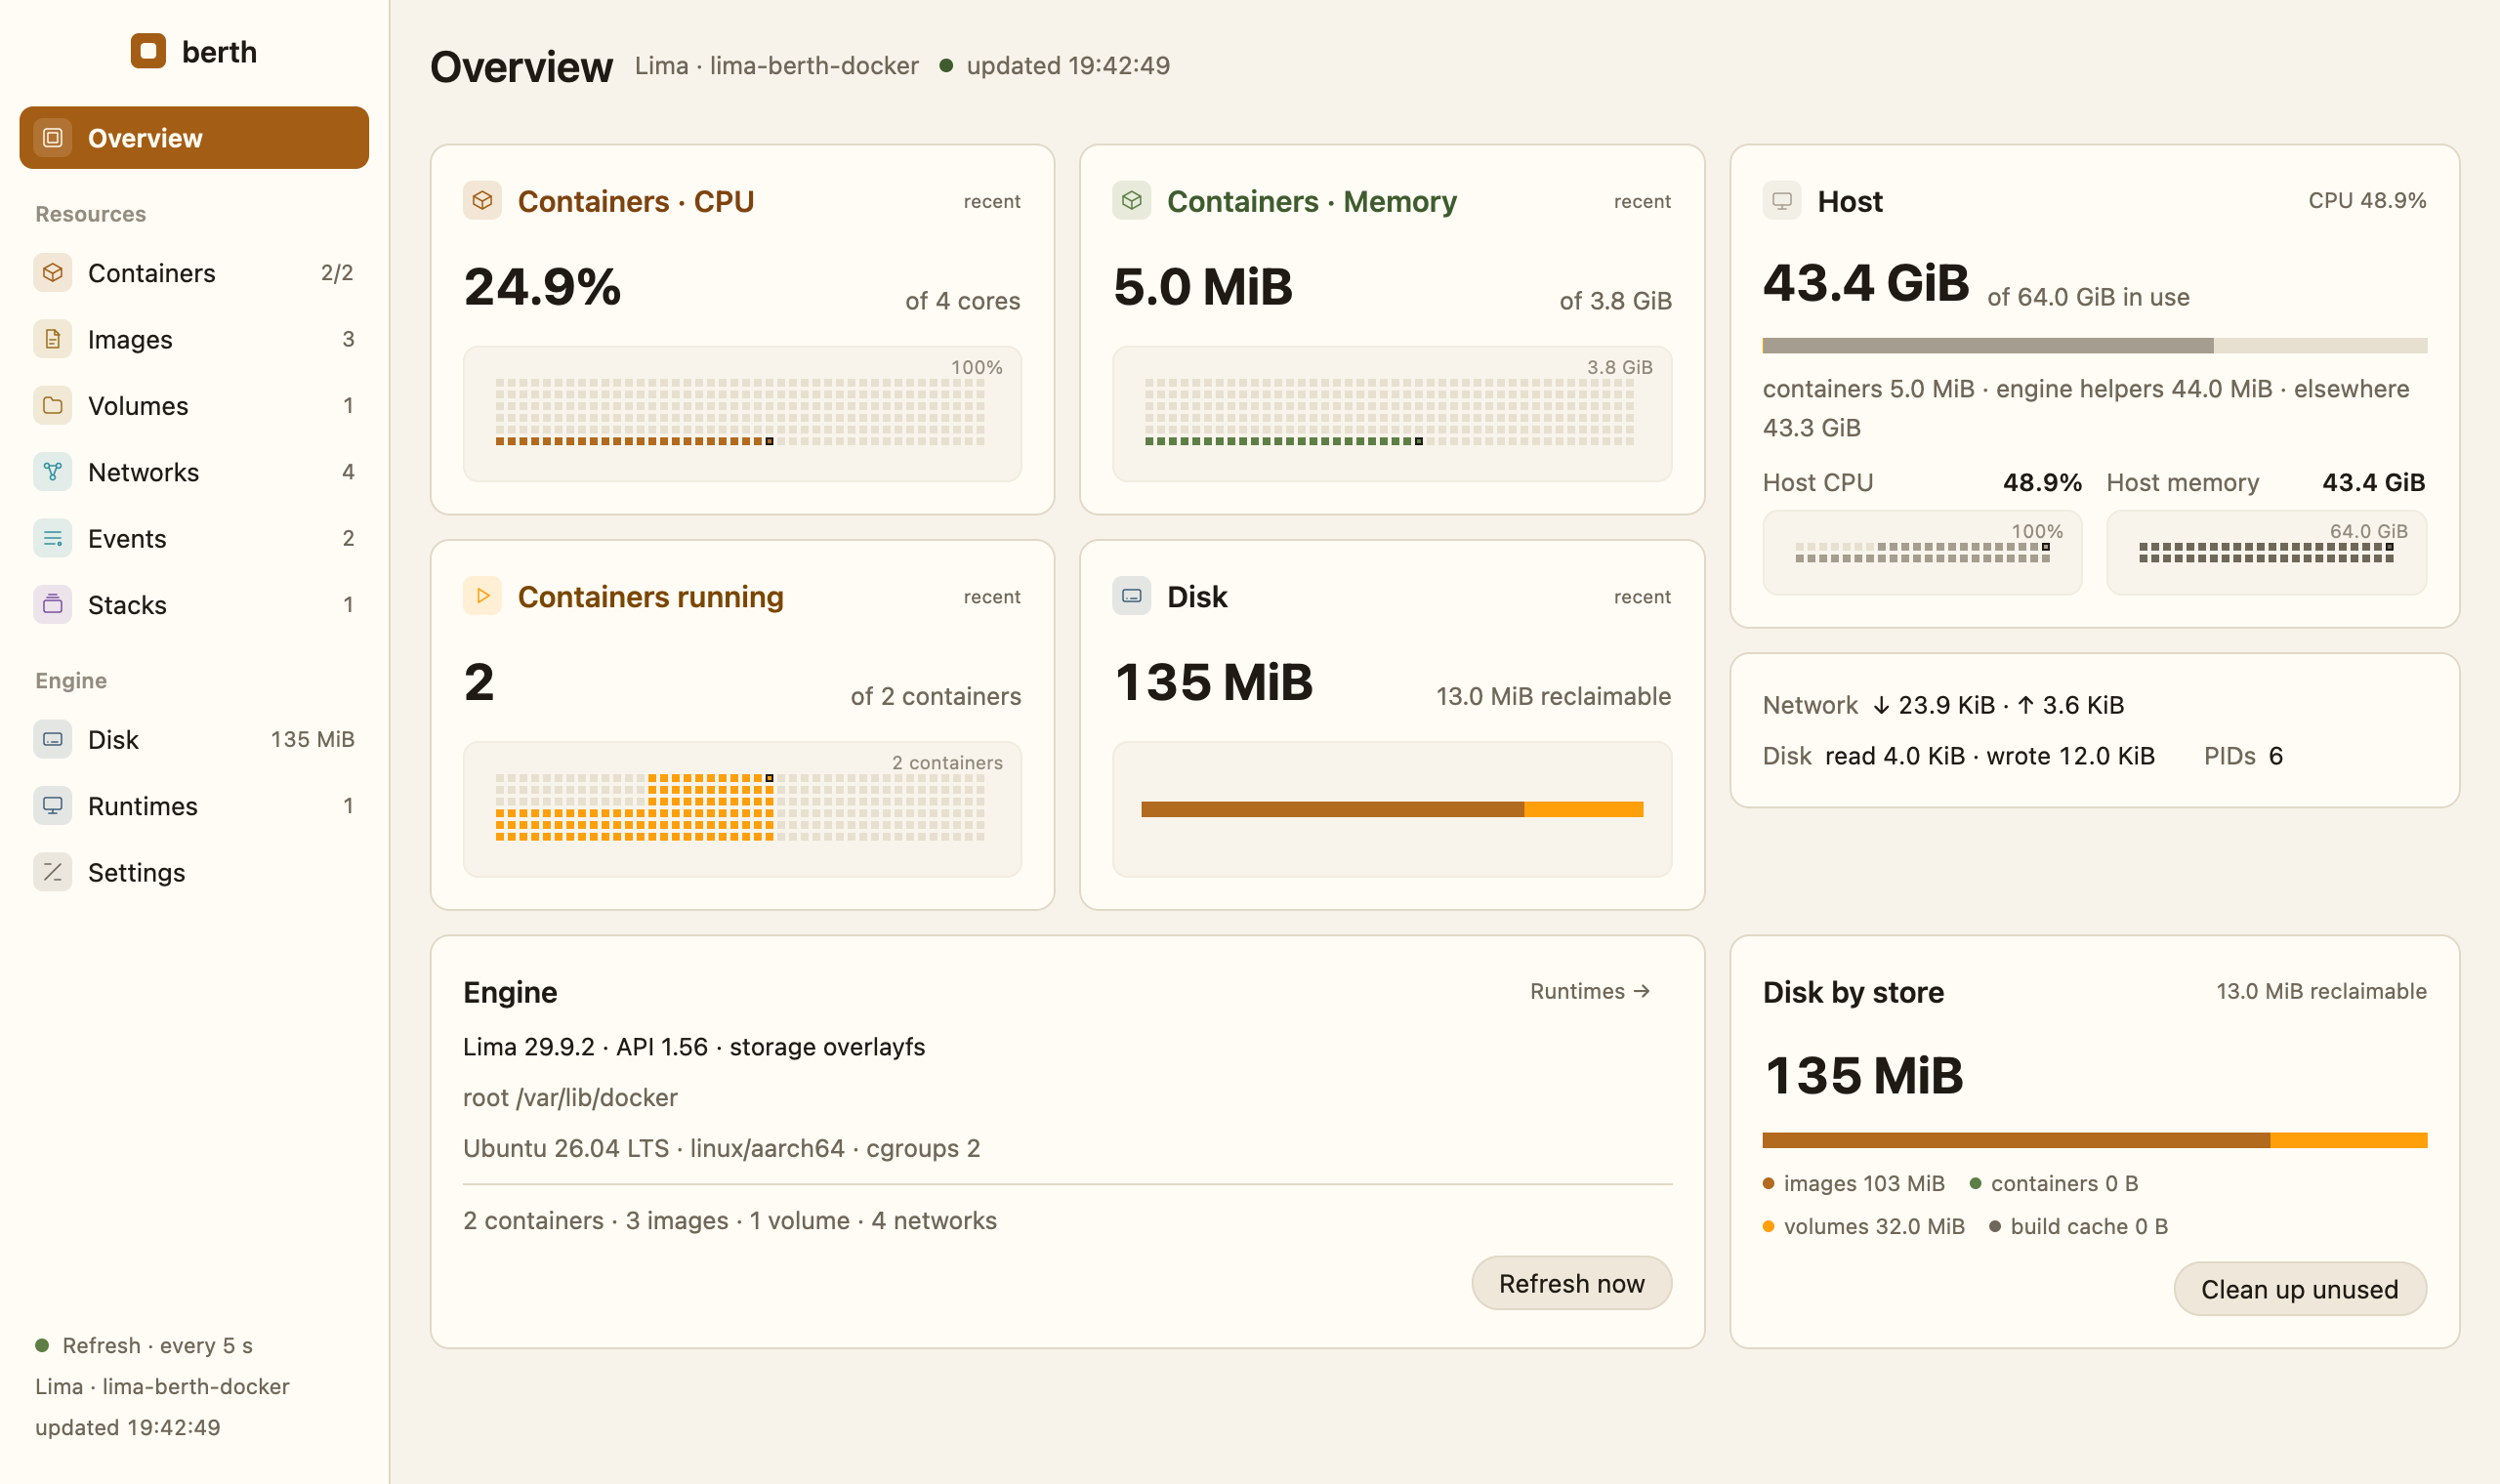 berth
Overview
Resources
Containers 2/2
Images 3
Volumes 1
Networks 4
Events 2
Stacks 1
Engine
Disk 135 MiB
Runtimes 1
Settings
Refresh · every 5 s
Lima · lima-berth-docker
updated 19:42:49
Overview Lima · lima-berth-docker updated 19:42:49
Containers · CPU recent
24.9% of 4 cores
100%
Containers · Memory recent
5.0 MiB of 3.8 GiB
3.8 GiB
Host CPU 48.9%
43.4 GiB of 64.0 GiB in use
containers 5.0 MiB · engine helpers 44.0 MiB · elsewhere
43.3 GiB
Host CPU 48.9% Host memory 43.4 GiB
100% 64.0 GiB
Containers running recent
2 of 2 containers
2 containers
Disk recent
135 MiB 13.0 MiB reclaimable
Network ↓ 23.9 KiB · ↑ 3.6 KiB
Disk read 4.0 KiB · wrote 12.0 KiB PIDs 6
Engine Runtimes →
Lima 29.9.2 · API 1.56 · storage overlayfs
root /var/lib/docker
Ubuntu 26.04 LTS · linux/aarch64 · cgroups 2
2 containers · 3 images · 1 volume · 4 networks
Refresh now
Disk by store 13.0 MiB reclaimable
135 MiB
images 103 MiB containers 0 B
volumes 32.0 MiB build cache 0 B
Clean up unused